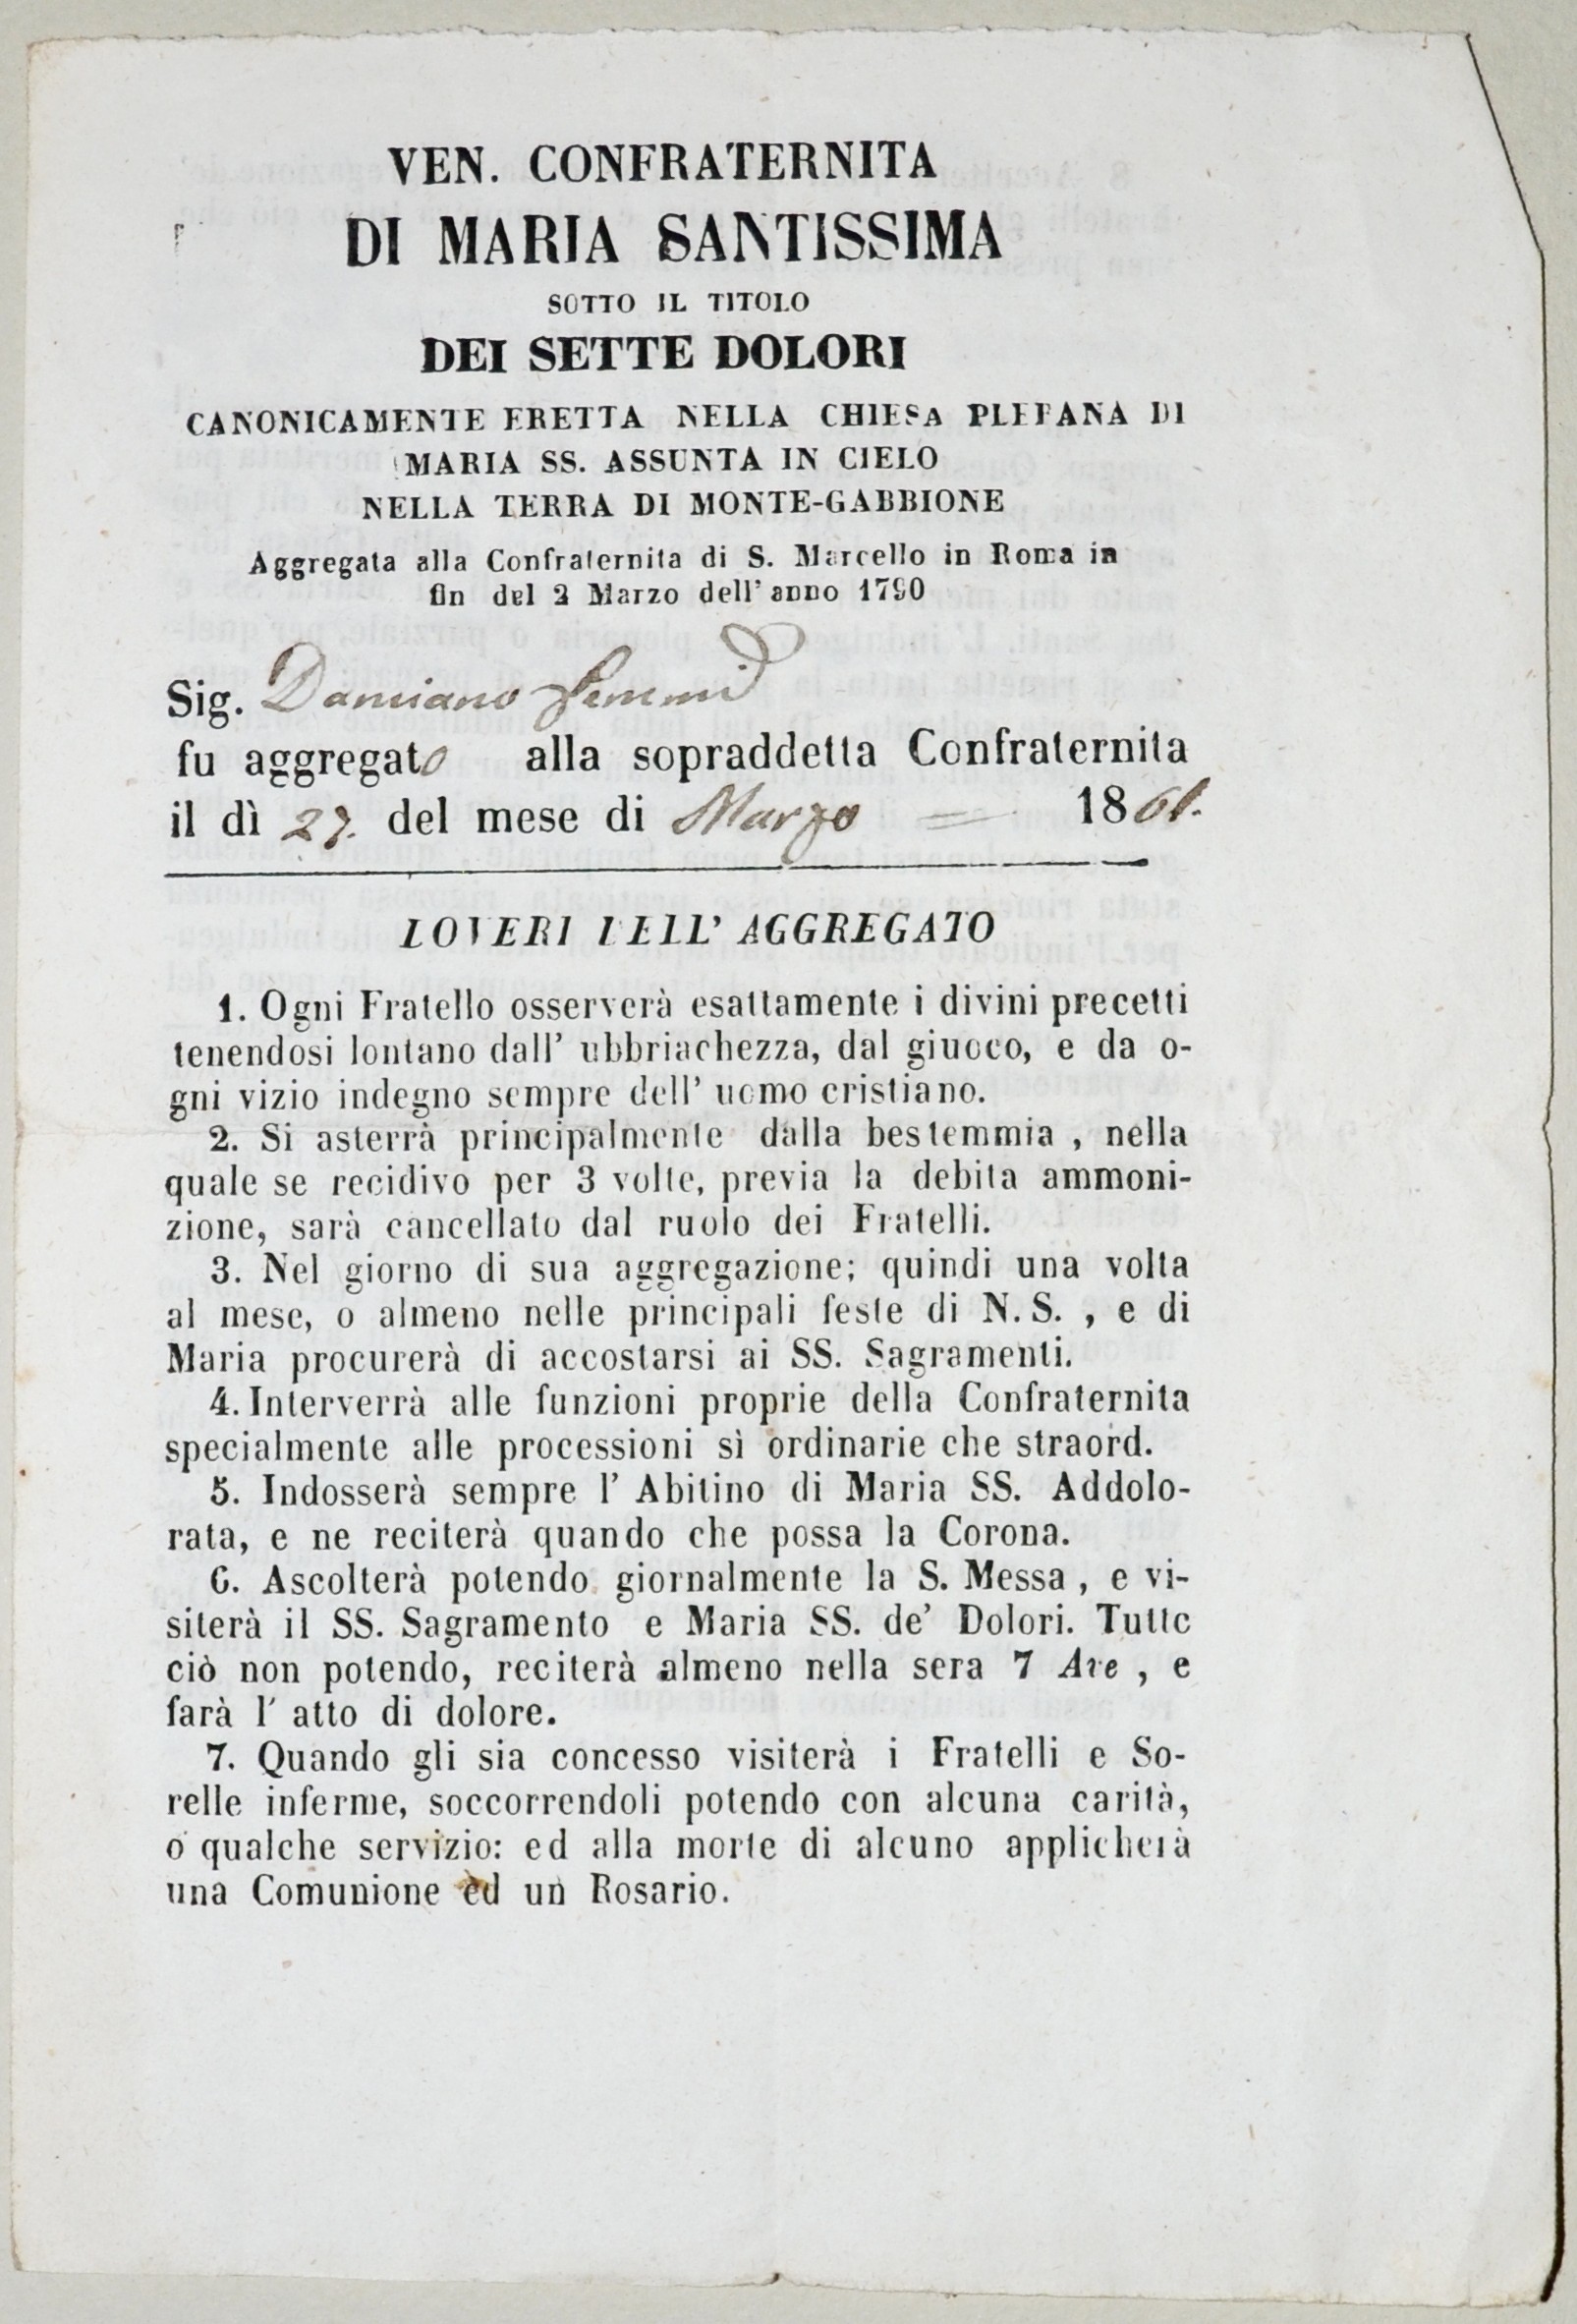 VEN. CONFRATERNITA
DI MARIA SANTISSIMA
SOTTO IL TITOLO
DEI SETTE DOLORI
CANONICAMENTE ERETTA NELLA CHIESA PLEBANA DI
MARIA SS. ASSUNTA IN CIELO
NELLA TERRA DI MONTE-GABBIONE
Aggregata alla Confraternita di S. Marcello in Roma in
fin del 2 Marzo dell' anno 1790
Sig. Damiano
fu aggregato alla sopraddetta Confraternita
il dì 27. del mese di Marzo = 1861.
DOVERI DELL' AGGREGATO
1. Ogni Fratello osserverà esattamente i divini precetti
tenendosi lontano dall' ubbriachezza, dal giuoco, e da o-
gni vizio indegno sempre dell' uomo cristiano.
2. Si asterrà principalmente dalla bestemmia , nella
quale se recidivo per 3 volte, previa la debita ammoni-
zione, sarà cancellato dal ruolo dei Fratelli.
3. Nel giorno di sua aggregazione; quindi una volta
al mese, o almeno nelle principali feste di N. S. , e di
Maria procurerà di accostarsi ai SS. Sagramenti.
4. Interverrà alle funzioni proprie della Confraternita
specialmente alle processioni sì ordinarie che straord.
5. Indosserà sempre l' Abitino di Maria SS. Addolo-
rata, e ne reciterà quando che possa la Corona.
6. Ascolterà potendo giornalmente la S. Messa , e vi-
siterà il SS. Sagramento e Maria SS. de' Dolori. Tutto
ciò non potendo, reciterà almeno nella sera 7 Ave , e
farà l' atto di dolore.
7. Quando gli sia concesso visiterà i Fratelli e So-
relle inferme, soccorrendoli potendo con alcuna carità,
o qualche servizio: ed alla morte di alcuno applicherà
una Comunione ed un Rosario.